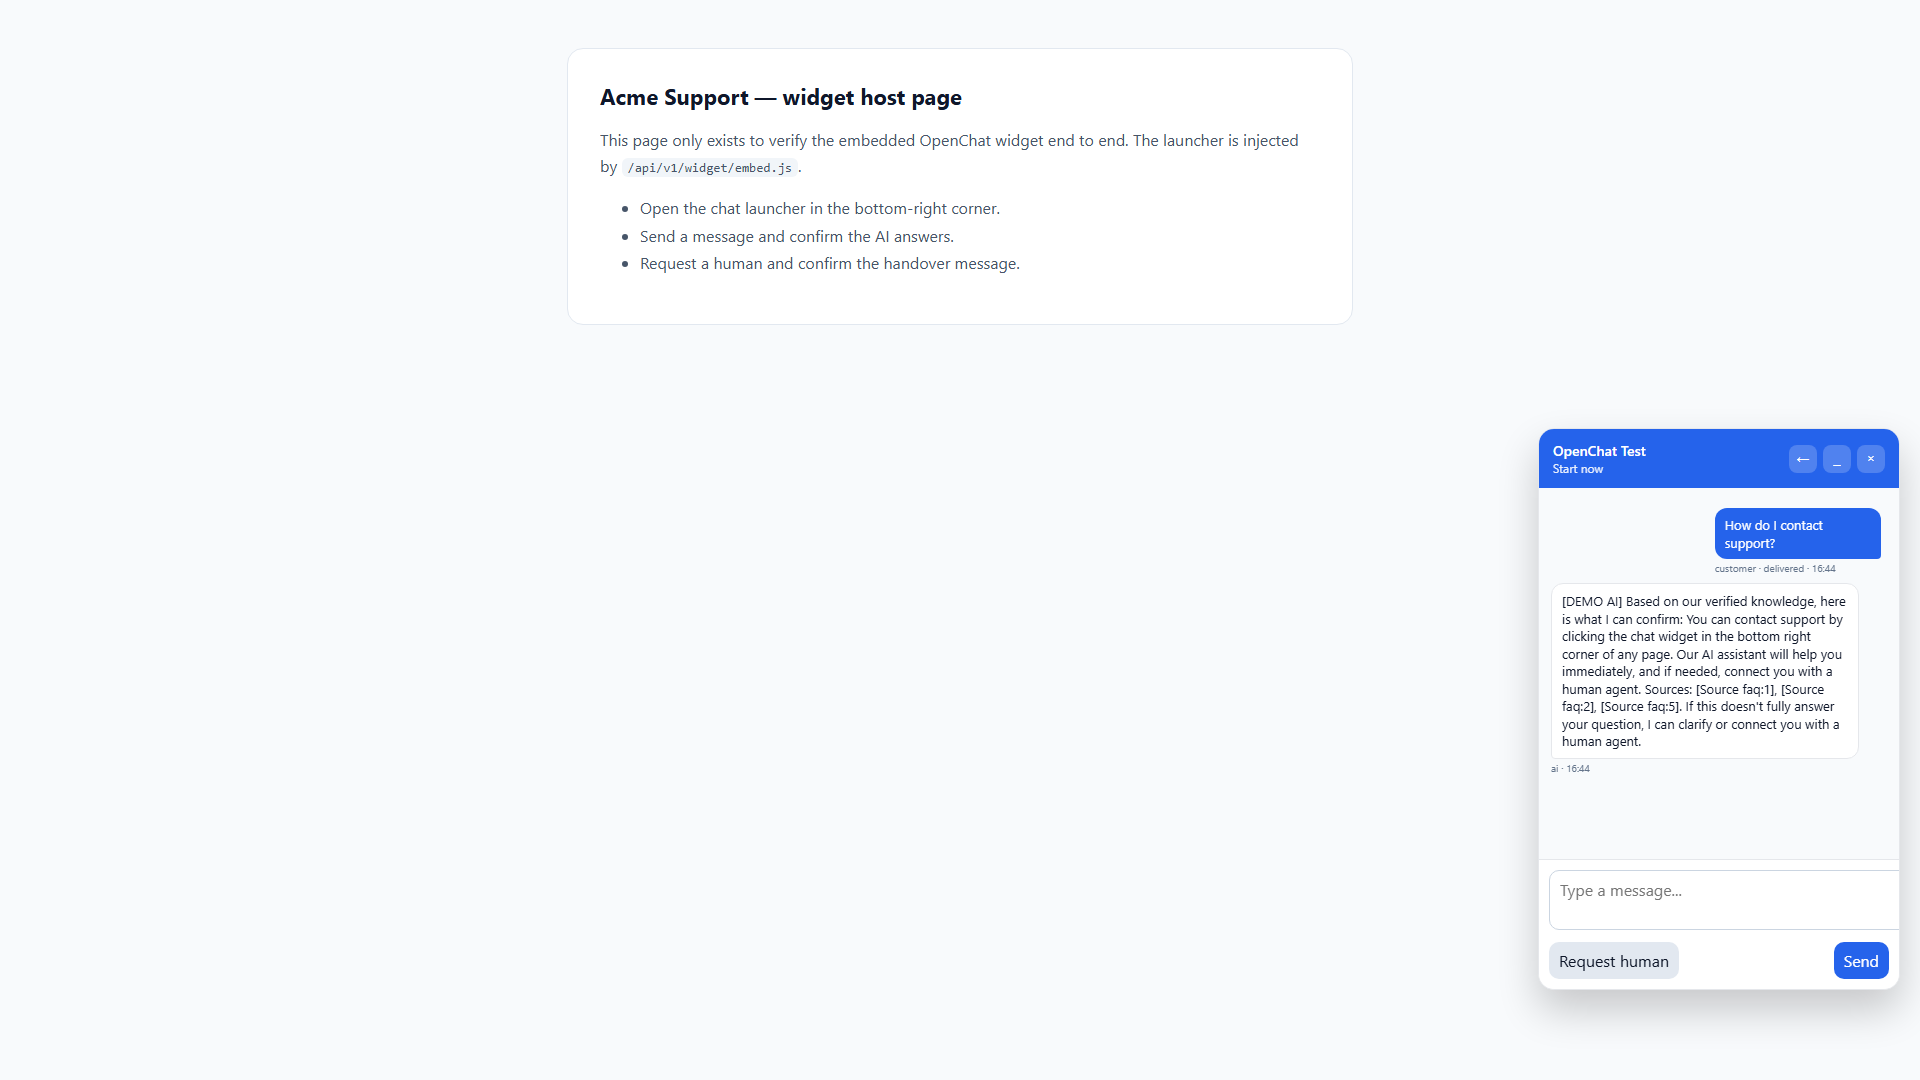 Acme Support — widget host page
This page only exists to verify the embedded OpenChat widget end to end. The launcher is injected
by /api/v1/widget/embed.js .
• Open the chat launcher in the bottom-right corner.
• Send a message and confirm the AI answers.
• Request a human and confirm the handover message.
OpenChat Test
Start now
← _ ×
How do I contact
support?
customer · delivered · 16:44
[DEMO AI] Based on our verified knowledge, here
is what I can confirm: You can contact support by
clicking the chat widget in the bottom right
corner of any page. Our AI assistant will help you
immediately, and if needed, connect you with a
human agent. Sources: [Source faq:1], [Source
faq:2], [Source faq:5]. If this doesn't fully answer
your question, I can clarify or connect you with a
human agent.
ai · 16:44
Type a message...
Request human
Send